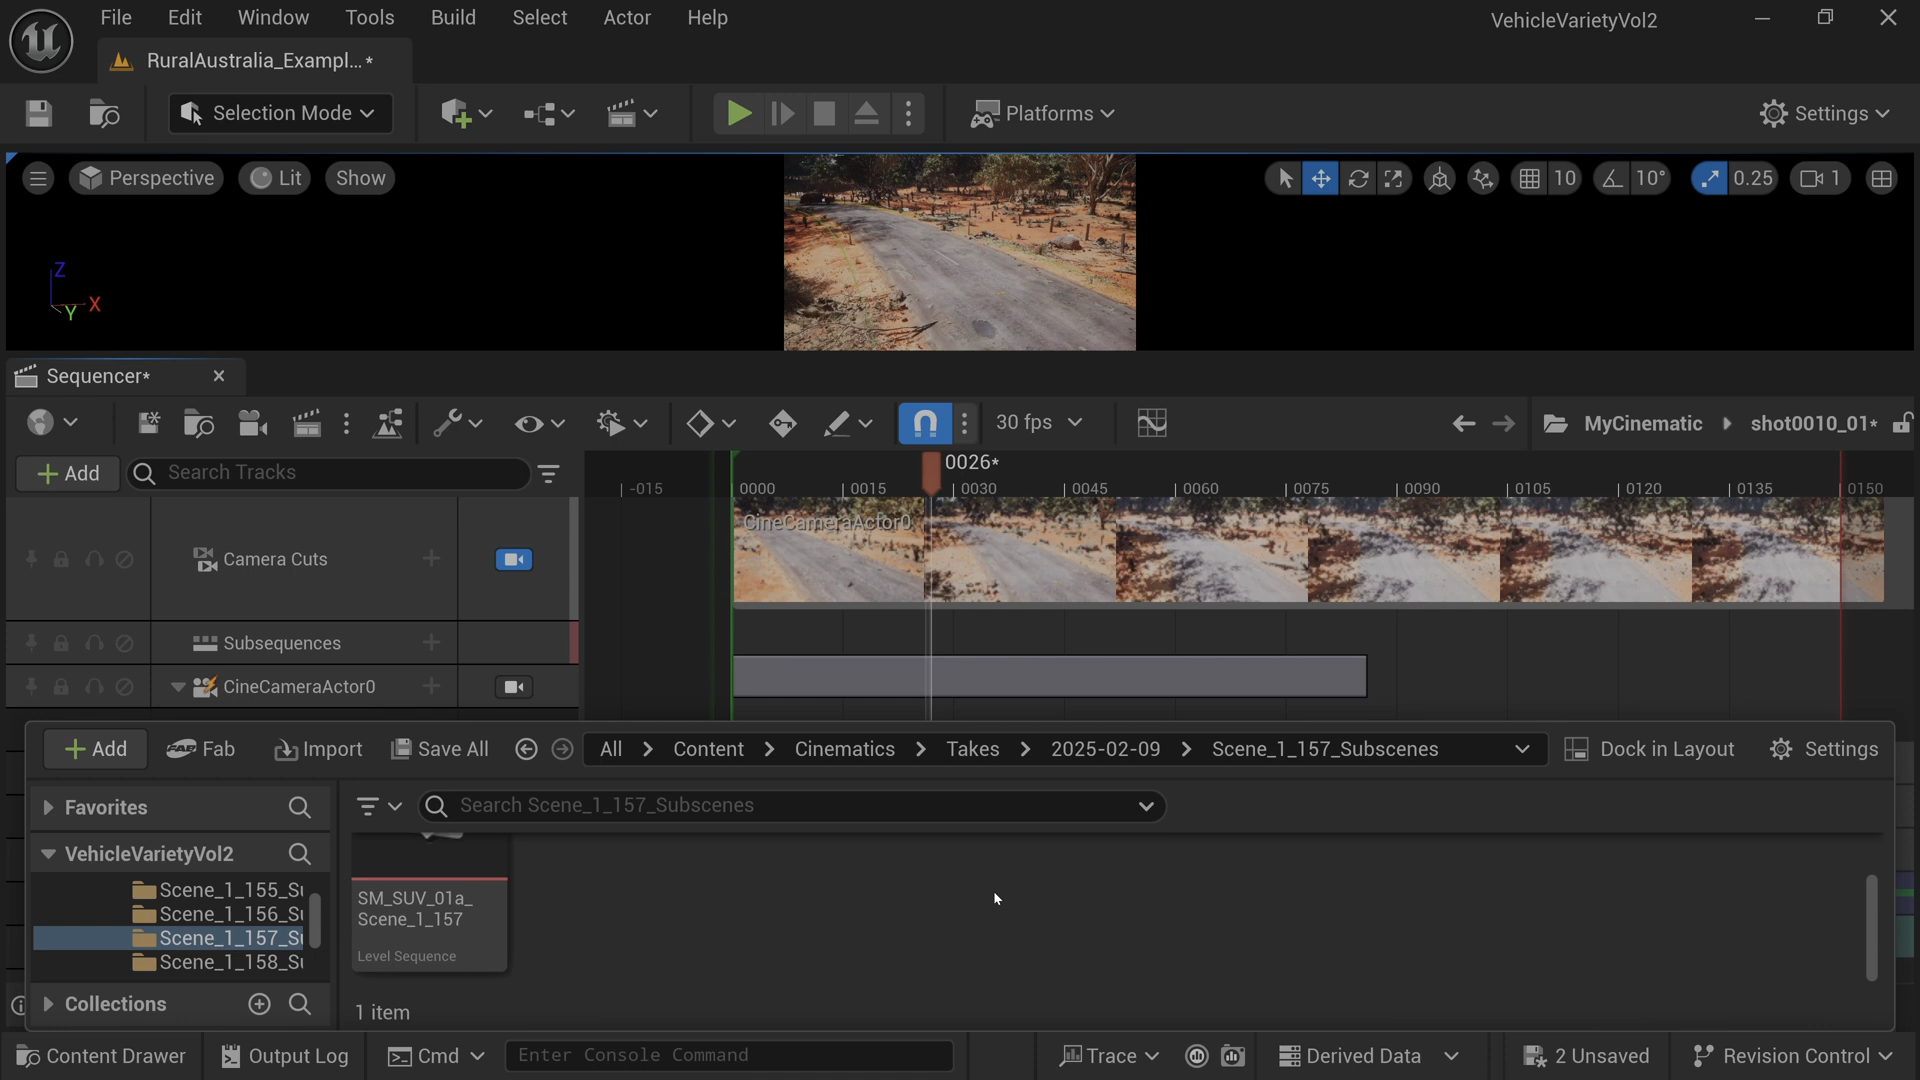 File Edit Window Tools Build Select Actor Help
VehicleVarietyVol2
RuralAustralia_Exampl...*
Selection Mode
Platforms
Settings
Perspective Lit Show
10 10° 0.25 1
Z
Y X
Sequencer*
30 fps
MyCinematic shot0010_01*
Add Search Tracks
0026*
-015 0000 0015 0030 0045 0060 0075 0090 0105 0120 0135 0150
CineCameraActor0
Camera Cuts
Subsequences
CineCameraActor0
Add Fab Import Save All All Content Cinematics Takes 2025-02-09 Scene_1_157_Subscenes Dock in Layout Settings
Favorites
Search Scene_1_157_Subscenes
VehicleVarietyVol2
Scene_1_155_Su
Scene_1_156_Su
Scene_1_157_Su
Scene_1_158_Su
SM_SUV_01a_
Scene_1_157
Level Sequence
Collections
1 item
Content Drawer Output Log Cmd Enter Console Command Trace Derived Data 2 Unsaved Revision Control